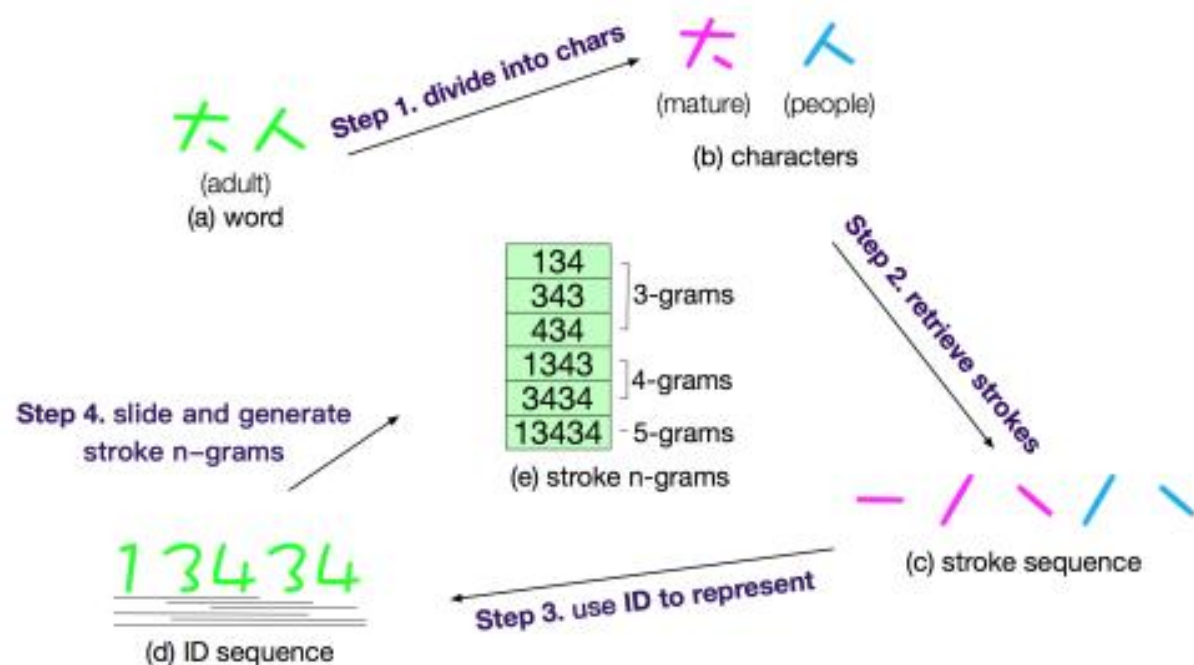 大人
(adult)
(a) word
Step 1. divide into chars
大 人
(mature) (people)
(b) characters
Step 2. retrieve strokes
(c) stroke sequence
Step 3. use ID to represent
13434
(d) ID sequence
Step 4. slide and generate
stroke n-grams
134
343
434
3-grams
1343
3434
4-grams
13434
5-grams
(e) stroke n-grams